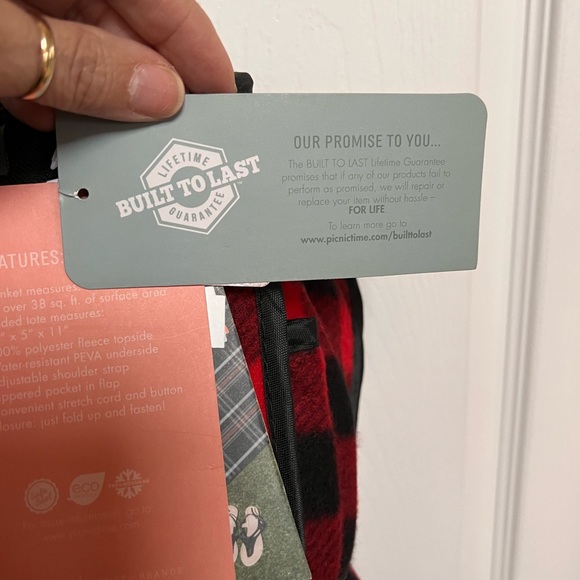 LIFETIME
BUILT TO LAST
GUARANTEE
OUR PROMISE TO YOU...
The BUILT TO LAST Lifetime Guarantee
promises that if any of our products fail to
perform as promised, we will repair or
replace your item without hassle –
FOR LIFE.
To learn more go to
www.picnictime.com/builttolast
ATURES:
nket measures
over 38 sq. ft. of surface area
ded tote measures:
" x 5" x 11"
00% polyester fleece topside
ater-resistant PEVA underside
djustable shoulder strap
ippered pocket in flap
onvenient stretch cord and button
losure: just fold up and fasten!
eco